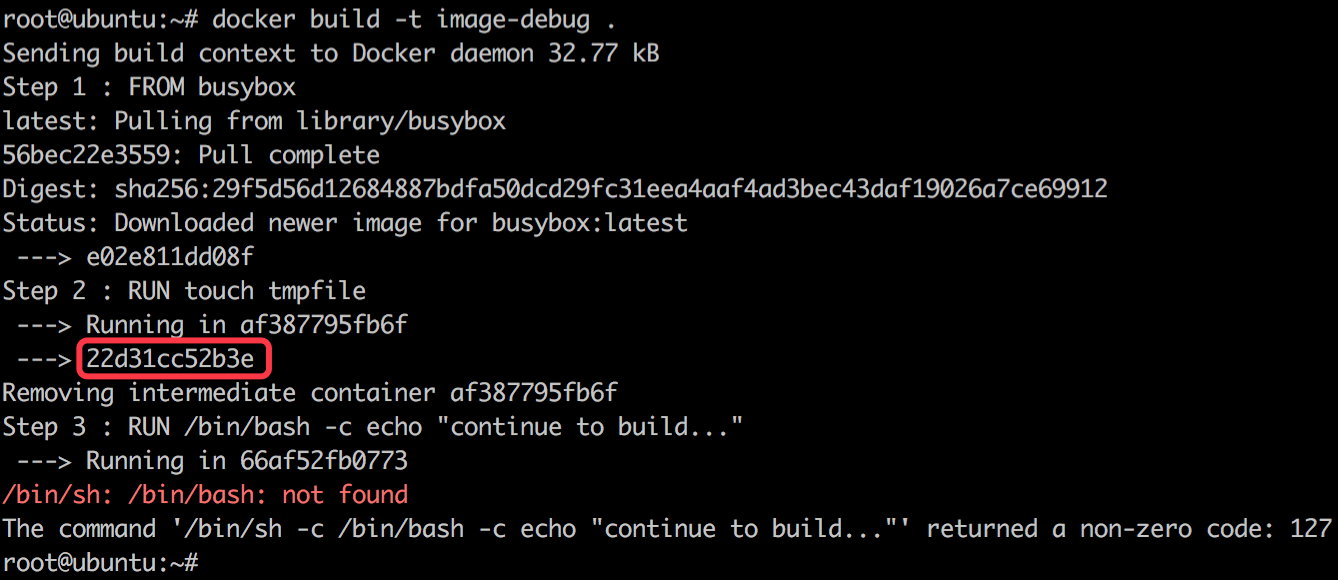 root@ubuntu:~# docker build -t image-debug .
Sending build context to Docker daemon 32.77 kB
Step 1 : FROM busybox
latest: Pulling from library/busybox
56bec22e3559: Pull complete
Digest: sha256:29f5d56d12684887bdfa50dcd29fc31eea4aaf4ad3bec43daf19026a7ce69912
Status: Downloaded newer image for busybox:latest
 ---> e02e811dd08f
Step 2 : RUN touch tmpfile
 ---> Running in af387795fb6f
 ---> 22d31cc52b3e
Removing intermediate container af387795fb6f
Step 3 : RUN /bin/bash -c echo "continue to build..."
 ---> Running in 66af52fb0773
/bin/sh: /bin/bash: not found
The command '/bin/sh -c /bin/bash -c echo "continue to build..."' returned a non-zero code: 127
root@ubuntu:~#